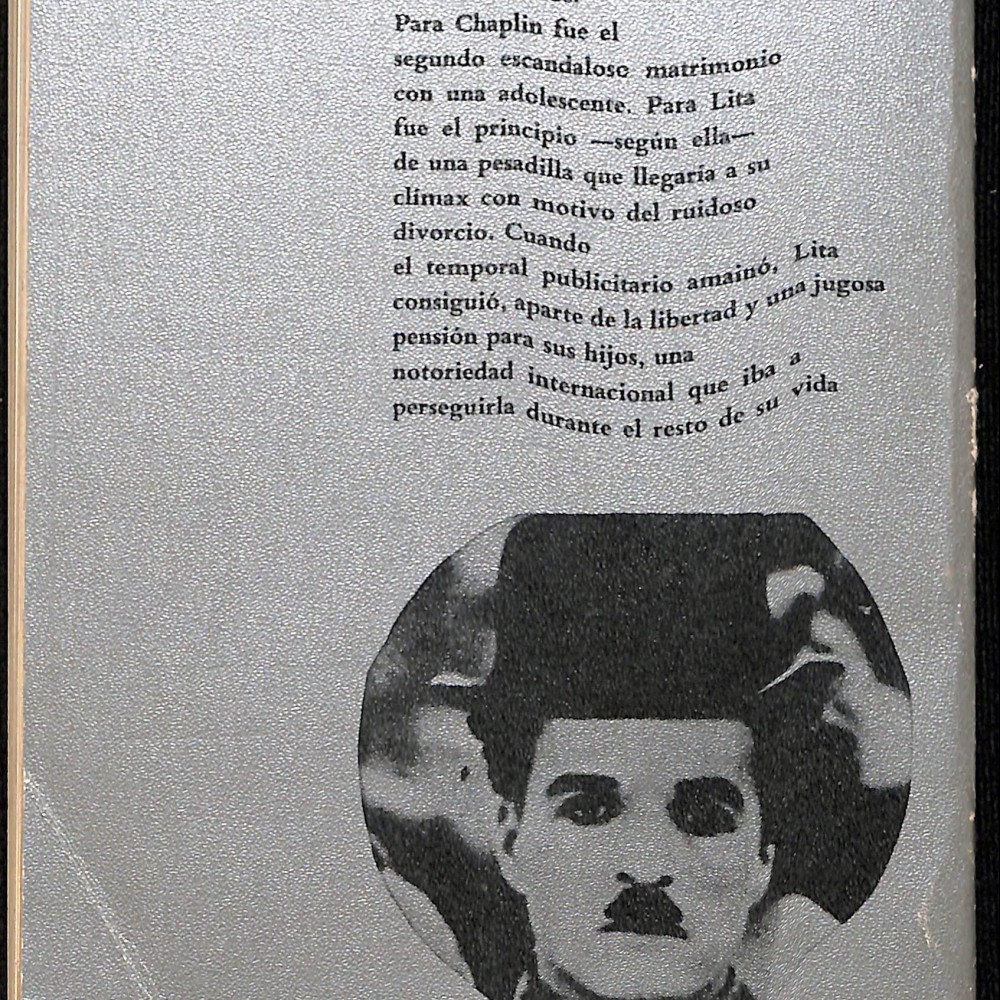 Para Chaplin fue el
segundo escandaloso matrimonio
con una adolescente. Para Lita
fue el principio —según ella—
de una pesadilla que llegaría a su
clímax con motivo del ruidoso
divorcio. Cuando
el temporal publicitario amainó, Lita
consiguió, aparte de la libertad y una jugosa
pensión para sus hijos, una
notoriedad internacional que iba a
perseguirla durante el resto de su vida